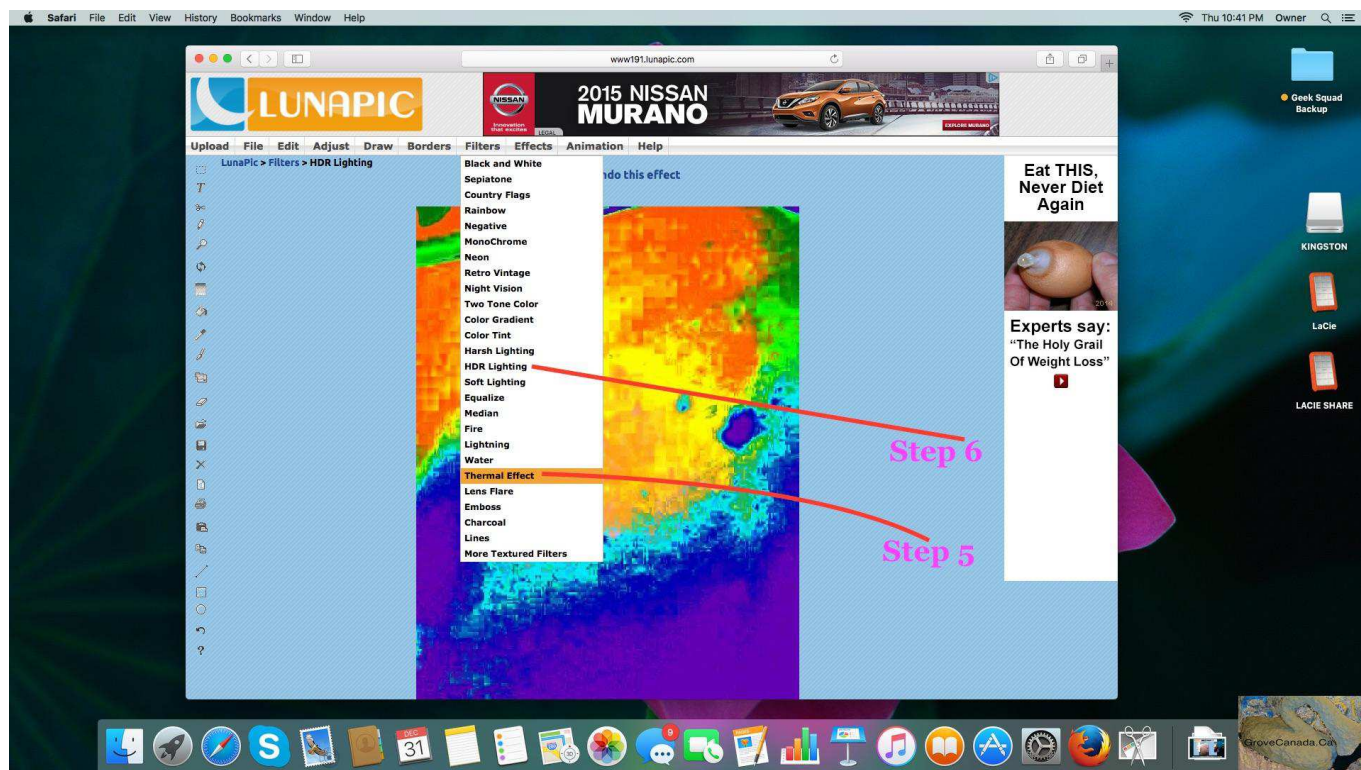 Safari File Edit View History Bookmarks Window Help
Thu 10:41 PM Owner
www191.lunapic.com
LUNAPIC
NISSAN
Innovation that excites
LEGAL
2015 NISSAN
MURANO
EXPLORE MURANO
Upload File Edit Adjust Draw Borders Filters Effects Animation Help
LunaPic > Filters > HDR Lighting
ndo this effect
Black and White
Sepiatone
Country Flags
Rainbow
Negative
MonoChrome
Neon
Retro Vintage
Night Vision
Two Tone Color
Color Gradient
Color Tint
Harsh Lighting
HDR Lighting
Soft Lighting
Equalize
Median
Fire
Lightning
Water
Thermal Effect
Lens Flare
Emboss
Charcoal
Lines
More Textured Filters
Step 6
Step 5
Eat THIS,
Never Diet
Again
2014
Experts say:
“The Holy Grail
Of Weight Loss”
Geek Squad
Backup
KINGSTON
LaCie
LACIE SHARE
DEC
31
9
GroveCanada.Ca